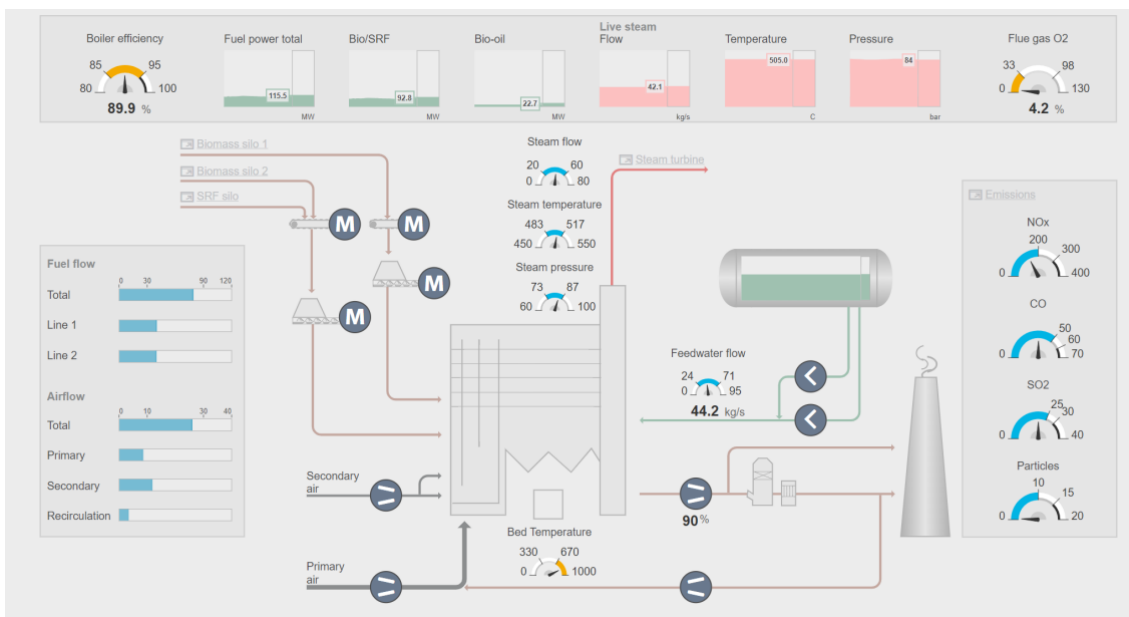 Boiler efficiency
85 95
80 100
89.9 %
Fuel power total
115.5
MW
Bio/SRF
92.8
MW
Bio-oil
22.7
MW
Live steam
Flow
42.1
kg/s
Temperature
505.0
C
Pressure
84
bar
Flue gas O2
33 98
0 130
4.2 %
Biomass silo 1
Biomass silo 2
SRF silo
M
M
M
M
Steam flow
20 60
0 80
Steam temperature
483 517
450 550
Steam pressure
73 87
60 100
Steam turbine
Fuel flow
0 30 90 120
Total
Line 1
Line 2
Airflow
0 10 30 40
Total
Primary
Secondary
Recirculation
Secondary
air
Primary
air
Bed Temperature
330 670
0 1000
Feedwater flow
24 71
0 95
44.2 kg/s
90%
Emissions
NOx
200
300
0 400
CO
50
60
0 70
SO2
25
30
0 40
Particles
10
15
0 20